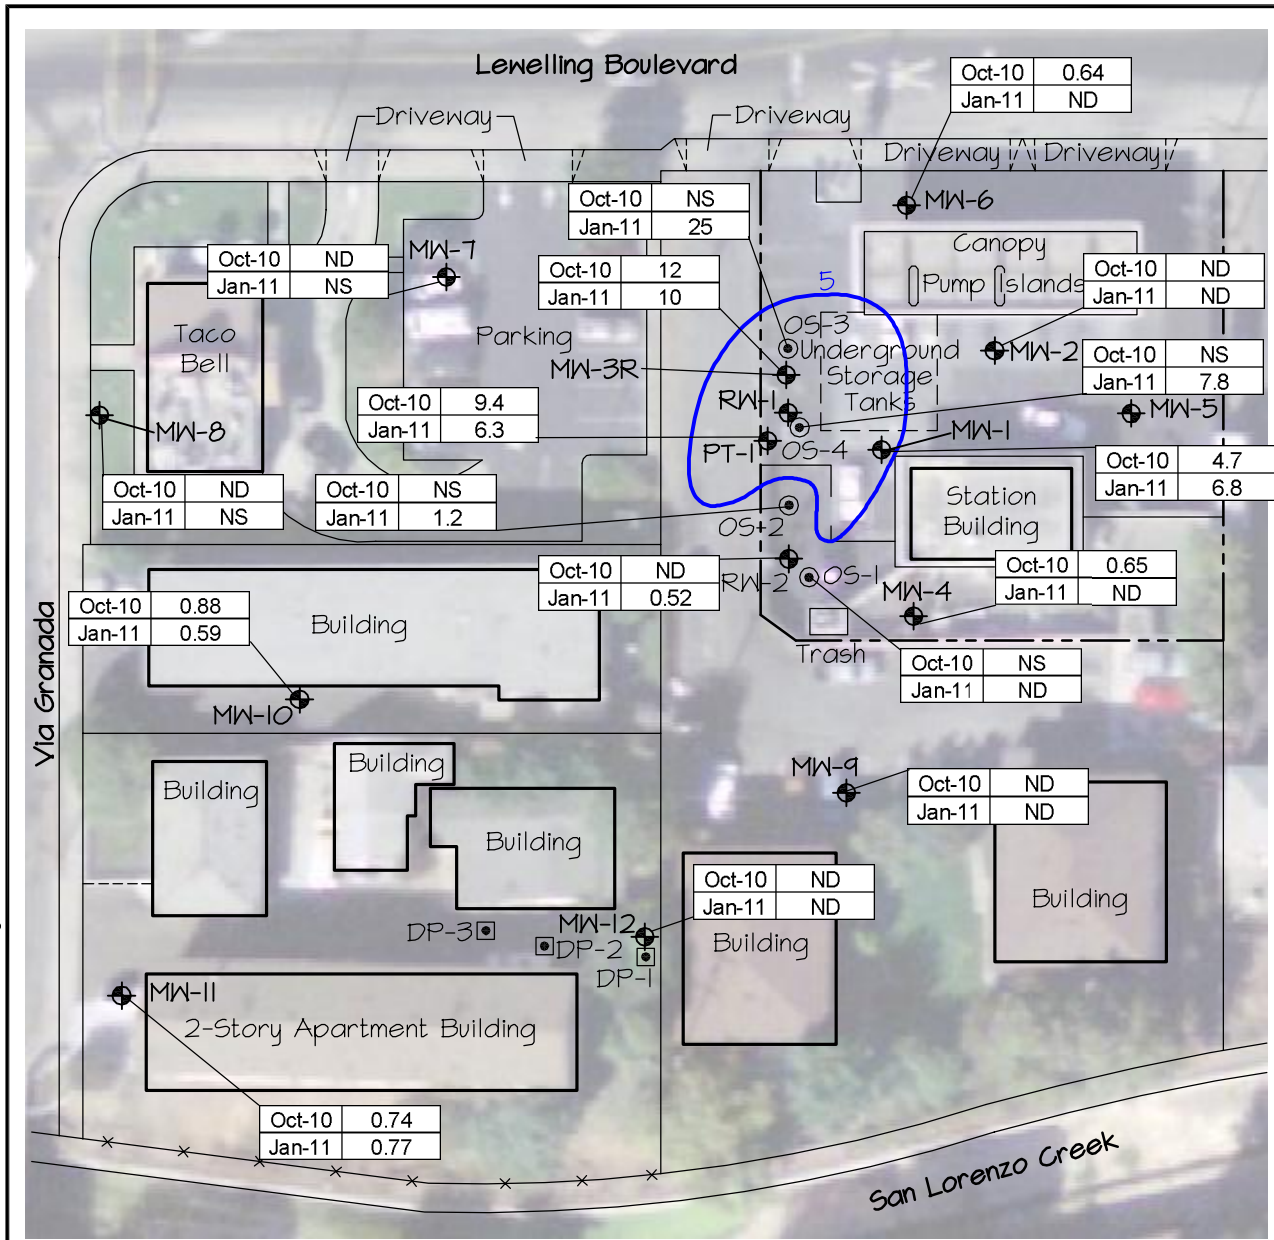 Lewelling Boulevard
Oct-10 0.64
Jan-11 ND
Driveway
Driveway
Driveway
Driveway
Oct-10 NS
Jan-11 25
MW-6
MW-7
Oct-10 ND
Jan-11 NS
Canopy
Pump Islands
Oct-10 12
Jan-11 10
5
Oct-10 ND
Jan-11 ND
Taco
Bell
Parking
OS-3
Underground
Storage
Tanks
MW-3R
MW-2
Oct-10 NS
Jan-11 7.8
Oct-10 9.4
Jan-11 6.3
RW-1
MW-5
MW-8
PT-1
OS-4
MW-1
Oct-10 4.7
Jan-11 6.8
Oct-10 ND
Jan-11 NS
Oct-10 NS
Jan-11 1.2
Station
Building
OS-2
Oct-10 ND
Jan-11 0.52
RW-2
OS-1
MW-4
Oct-10 0.65
Jan-11 ND
Oct-10 0.88
Jan-11 0.59
Building
Trash
Oct-10 NS
Jan-11 ND
MW-10
Via Granada
Building
Building
Building
MW-9
Oct-10 ND
Jan-11 ND
Oct-10 ND
Jan-11 ND
Building
Building
DP-3
DP-2
MW-12
DP-1
MW-11
2-Story Apartment Building
Oct-10 0.74
Jan-11 0.77
San Lorenzo Creek